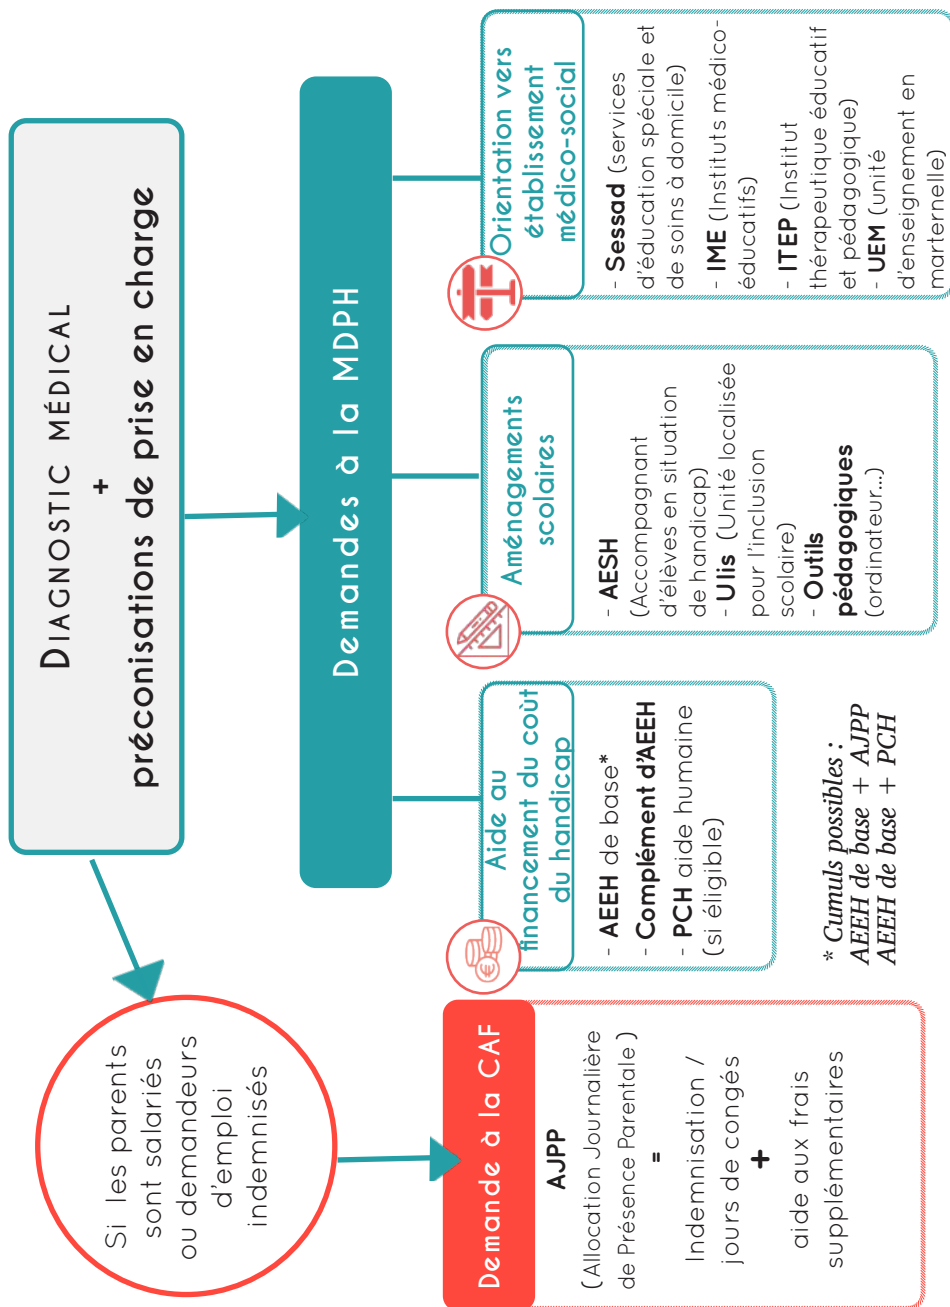 DIAGNOSTIC MÉDICAL
+
préconisations de prise en charge
Si les parents
sont salariés
ou demandeurs
d'emploi
indemnisés
Demande à la CAF
AJPP
(Allocation Journalière
de Présence Parentale )
=
Indemnisation /
jours de congés
+
aide aux frais
supplémentaires
Demandes à la MDPH
Aide au
financement du coût
du handicap
- AEEH de base*
- Complément d'AEEH
- PCH aide humaine
(si éligible)
* Cumuls possibles :
AEEH de base + AJPP
AEEH de base + PCH
Aménagements
scolaires
- AESH
(Accompagnant
d'élèves en situation
de handicap)
- Ulis (Unité localisée
pour l'inclusion
scolaire)
- Outils
pédagogiques
(ordinateur...)
Orientation vers
établissement
médico-social
- Sessad (services
d'éducation spéciale et
de soins à domicile)
- IME (Instituts médico-
éducatifs)
- ITEP (Institut
thérapeutique éducatif
et pédagogique)
- UEM (unité
d'enseignement en
marternelle)